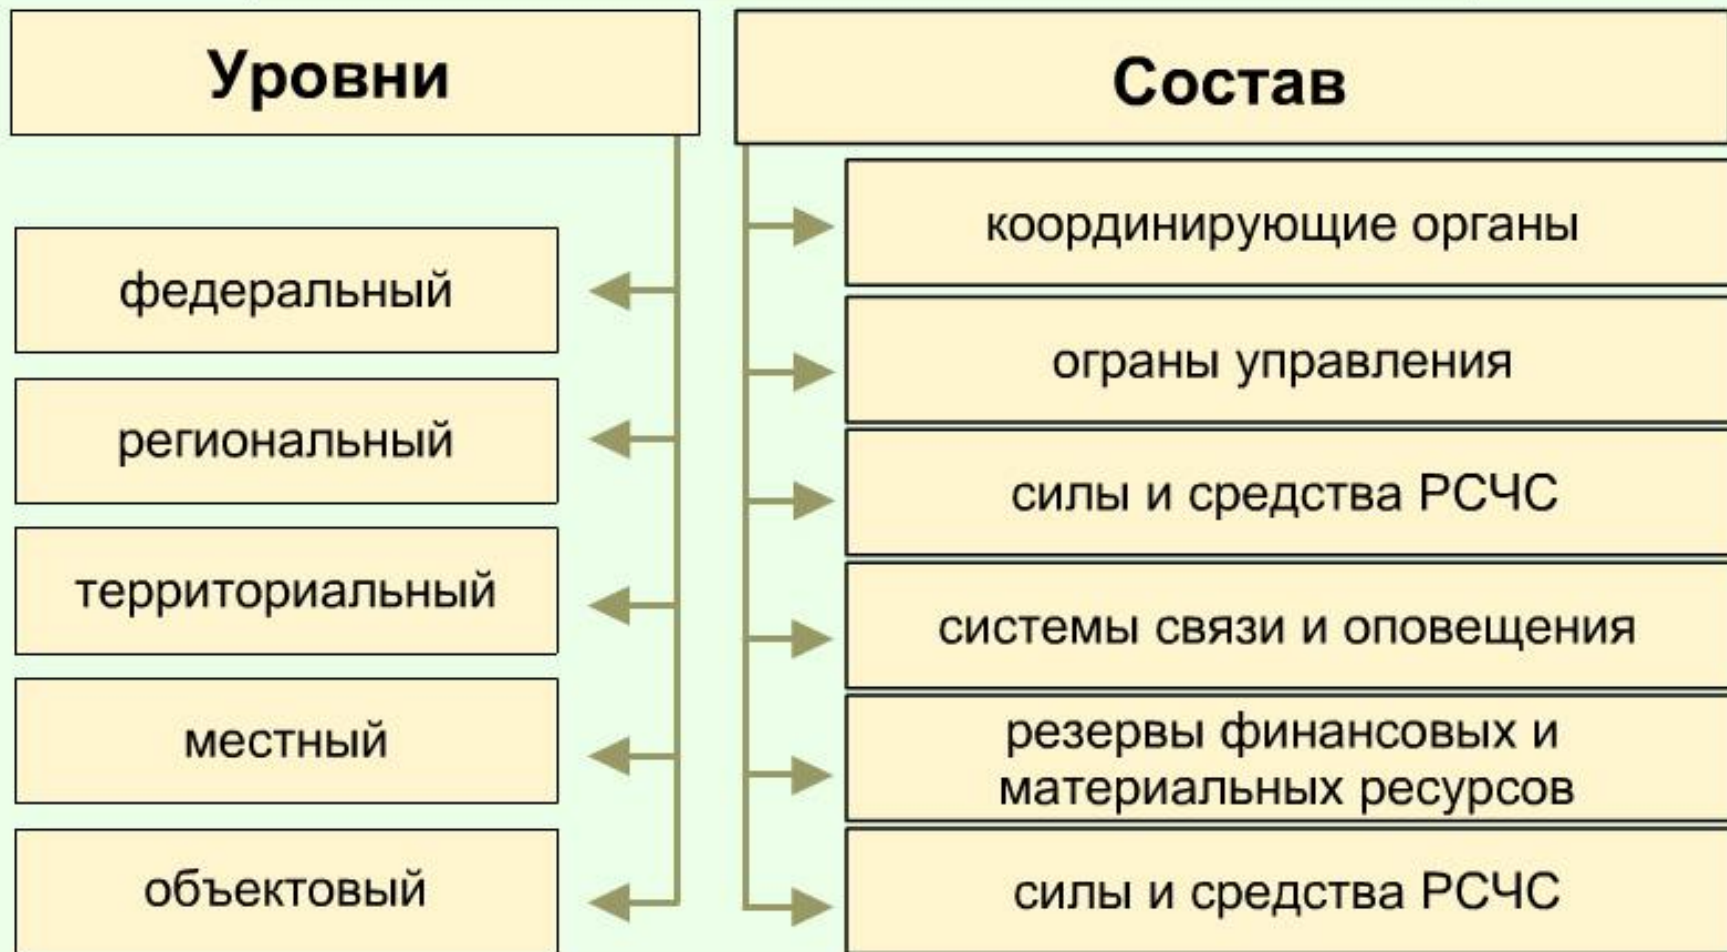 Уровни
федеральный
региональный
территориальный
местный
объектовый
Состав
координирующие органы
ограны управления
силы и средства РСЧС
системы связи и оповещения
резервы финансовых и
материальных ресурсов
силы и средства РСЧС